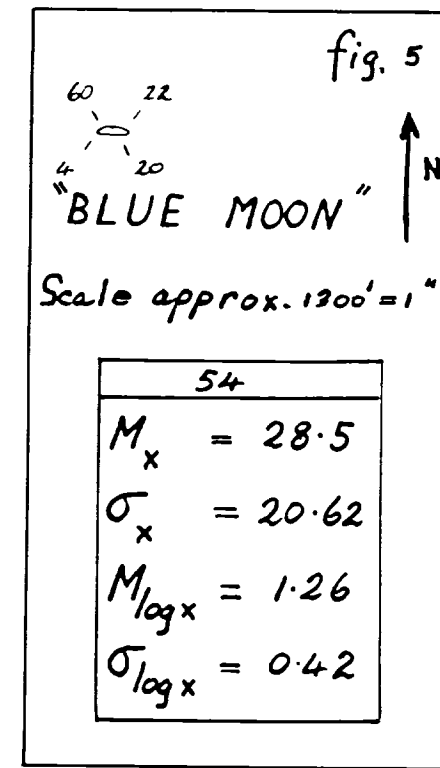 fig. 5
60 22
4 20
"BLUE MOON"
N
Scale approx. 1300' = 1"
54
Mx = 28.5
σx = 20.62
Mlog x = 1.26
σlog x = 0.42